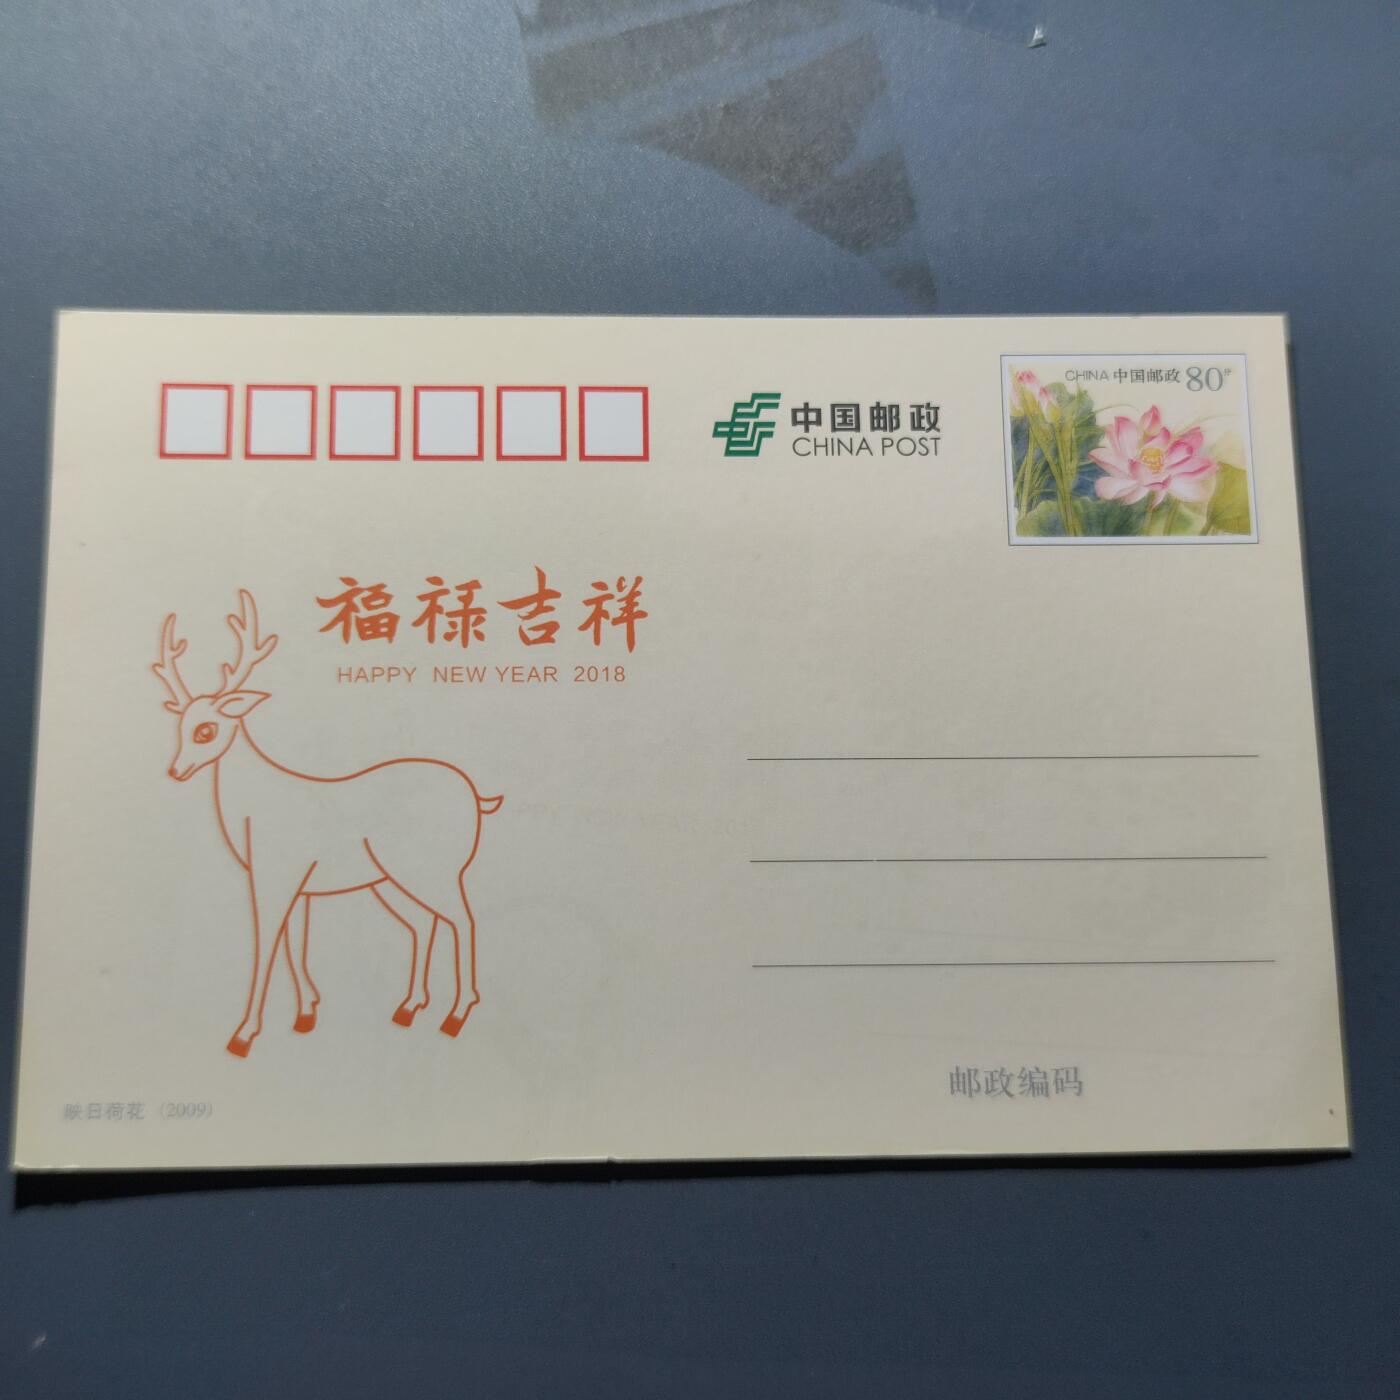 CHINA 中国邮政 80分
中国邮政
CHINA POST
福禄吉祥
HAPPY NEW YEAR 2018
邮政编码
映日荷花 (2009)